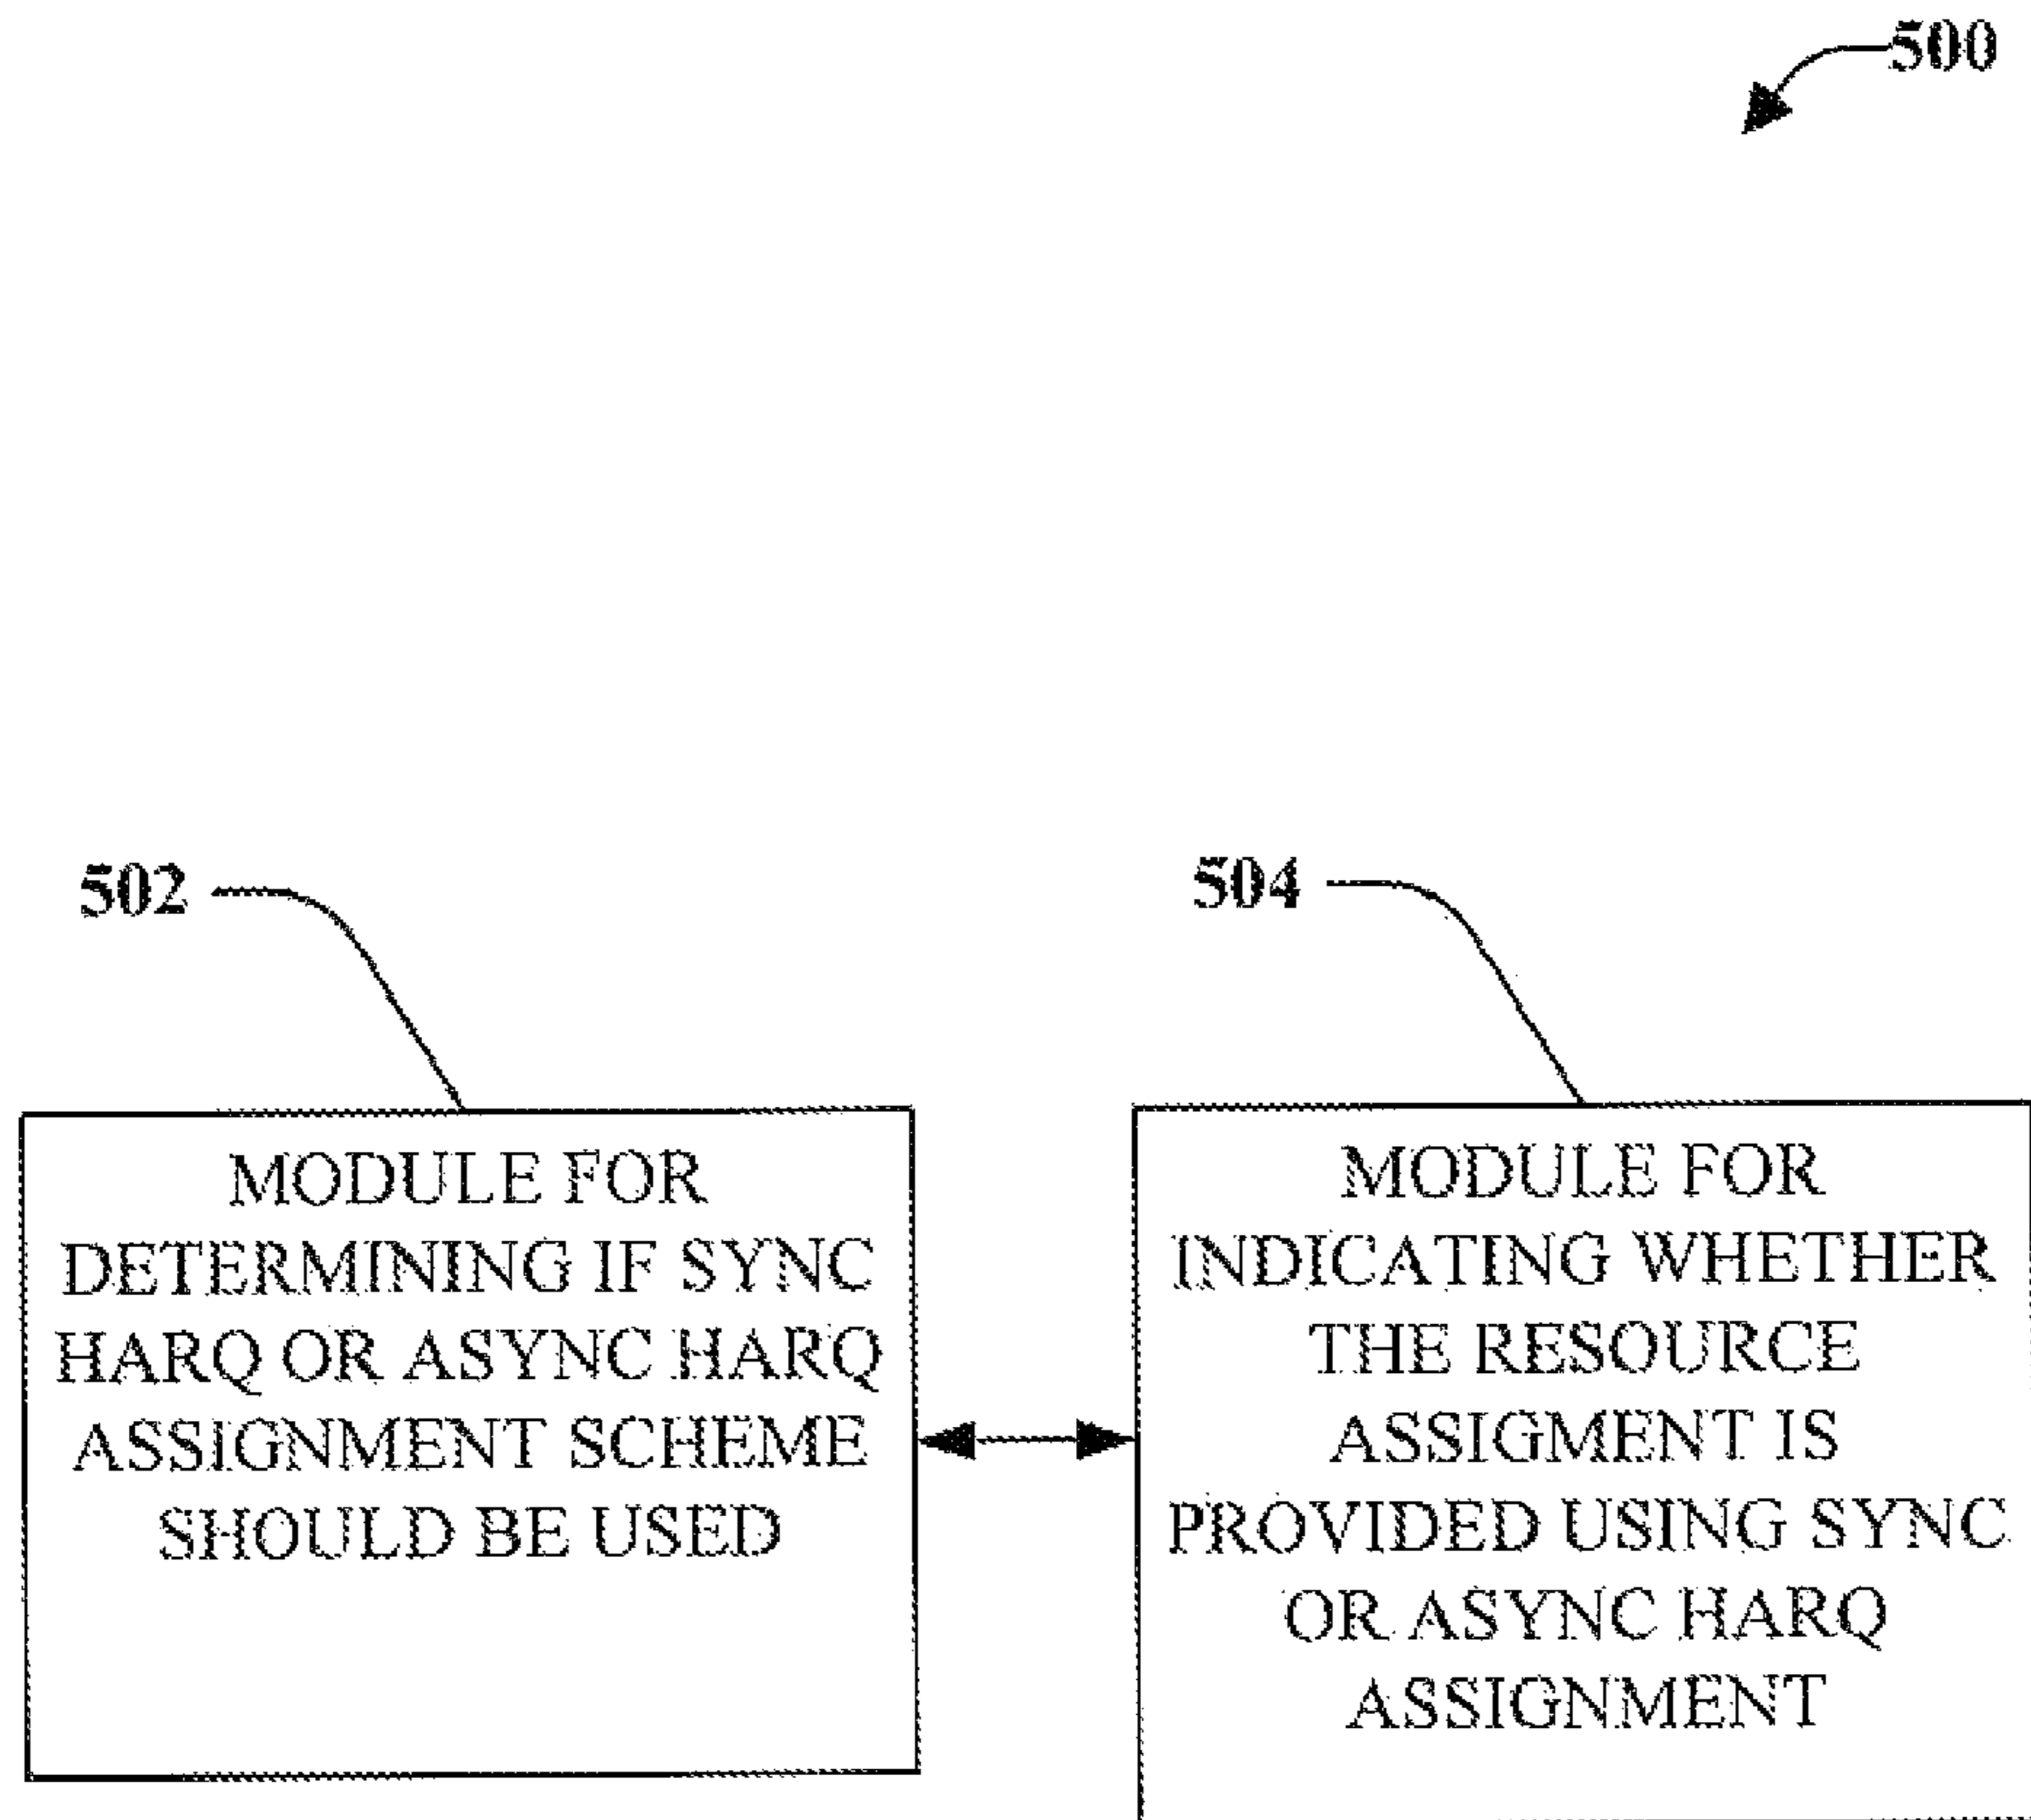 500
502
504
MODULE FOR
DETERMINING IF SYNC
HARQ OR ASYNC HARQ
ASSIGNMENT SCHEME
SHOULD BE USED
MODULE FOR
INDICATING WHETHER
THE RESOURCE
ASSIGMENT IS
PROVIDED USING SYNC
OR ASYNC HARQ
ASSIGNMENT